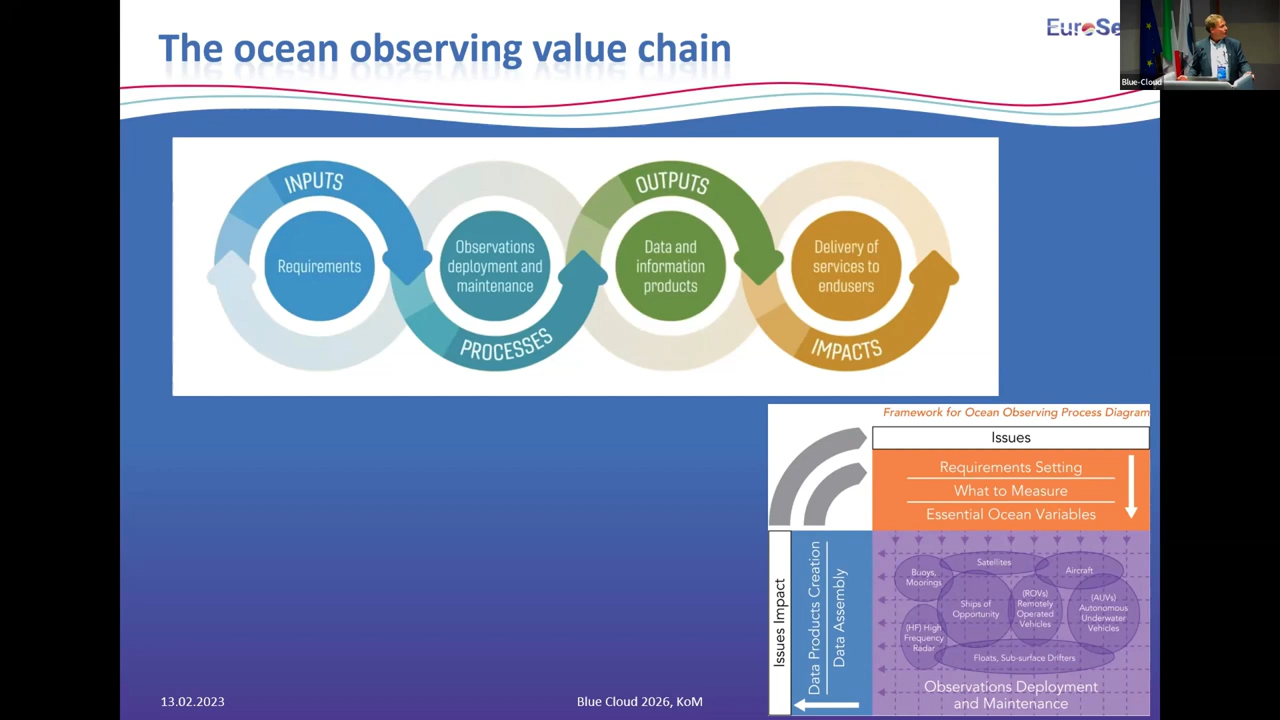 The ocean observing value chain
Blue-Cloud
INPUTS
Requirements
Observations
deployment and
maintenance
PROCESSES
OUTPUTS
Data and
information
products
Delivery of
services to
endusers
IMPACTS
Framework for Ocean Observing Process Diagram
Issues
Requirements Setting
What to Measure
Essential Ocean Variables
Issues Impact
Data Products Creation
Data Assembly
Satellites
Aircraft
Buoys,
Moorings
Ships of
Opportunity
(ROVs)
Remotely
Operated
Vehicles
(AUVs)
Autonomous
Underwater
Vehicles
(HF) High
Frequency
Radar
Floats, Sub-surface Drifters
Observations Deployment
and Maintenance
13.02.2023
Blue Cloud 2026, KoM